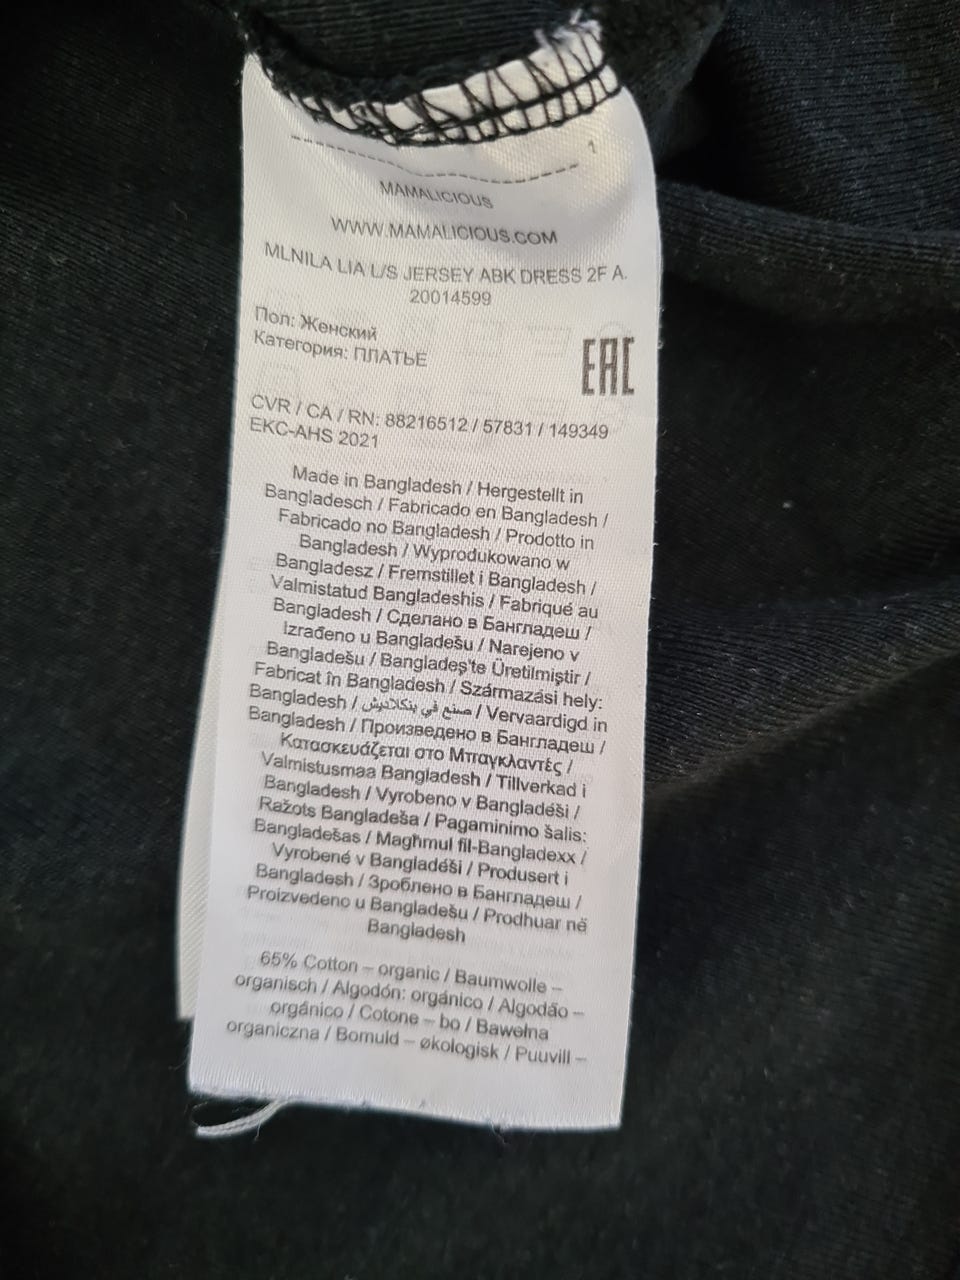 1
MAMALICIOUS
WWW.MAMALICIOUS.COM
MLNILA LIA L/S JERSEY ABK DRESS 2F A.
20014599
Пол: Женский
Категория: ПЛАТЬЕ
EAC
CVR / CA / RN: 88216512 / 57831 / 149349
EKC-AHS 2021
Made in Bangladesh / Hergestellt in
Bangladesch / Fabricado en Bangladesh /
Fabricado no Bangladesh / Prodotto in
Bangladesh / Wyprodukowano w
Bangladesz / Fremstillet i Bangladesh /
Valmistatud Bangladeshis / Fabriqué au
Bangladesh / Сделано в Бангладеш /
Izrađeno u Bangladešu / Narejeno v
Bangladešu / Bangladeş'te Üretilmiştir /
Fabricat în Bangladesh / Származási hely:
Bangladesh / صنع في بنكلاديش / Vervaardigd in
Bangladesh / Произведено в Бангладеш /
Κατασκευάζεται στο Μπαγκλαντές /
Valmistusmaa Bangladesh / Tillverkad i
Bangladesh / Vyrobeno v Bangladéši /
Ražots Bangladeša / Pagaminimo šalis:
Bangladešas / Magħmul fil-Bangladexx /
Vyrobené v Bangladéši / Produsert i
Bangladesh / Зроблено в Бангладеш /
Proizvedeno u Bangladešu / Prodhuar në
Bangladesh
65% Cotton – organic / Baumwolle –
organisch / Algodón: orgánico / Algodão –
orgânico / Cotone – bo / Bawełna
organiczna / Bomuld – økologisk / Puuvill –